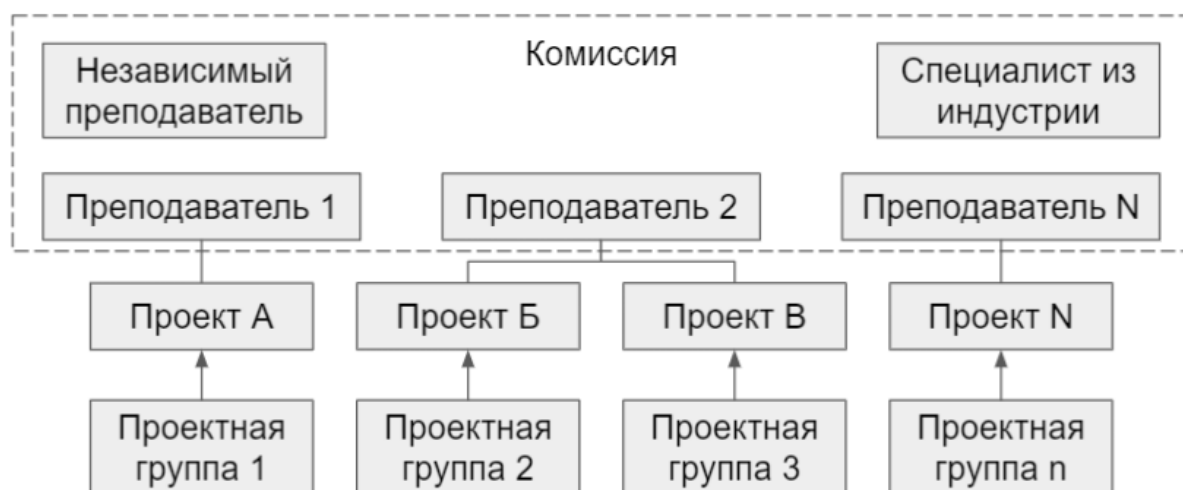 Комиссия
Независимый
преподаватель
Специалист из
индустрии
Преподаватель 1
Преподаватель 2
Преподаватель N
Проект А
Проект Б
Проект В
Проект N
Проектная
группа 1
Проектная
группа 2
Проектная
группа 3
Проектная
группа n